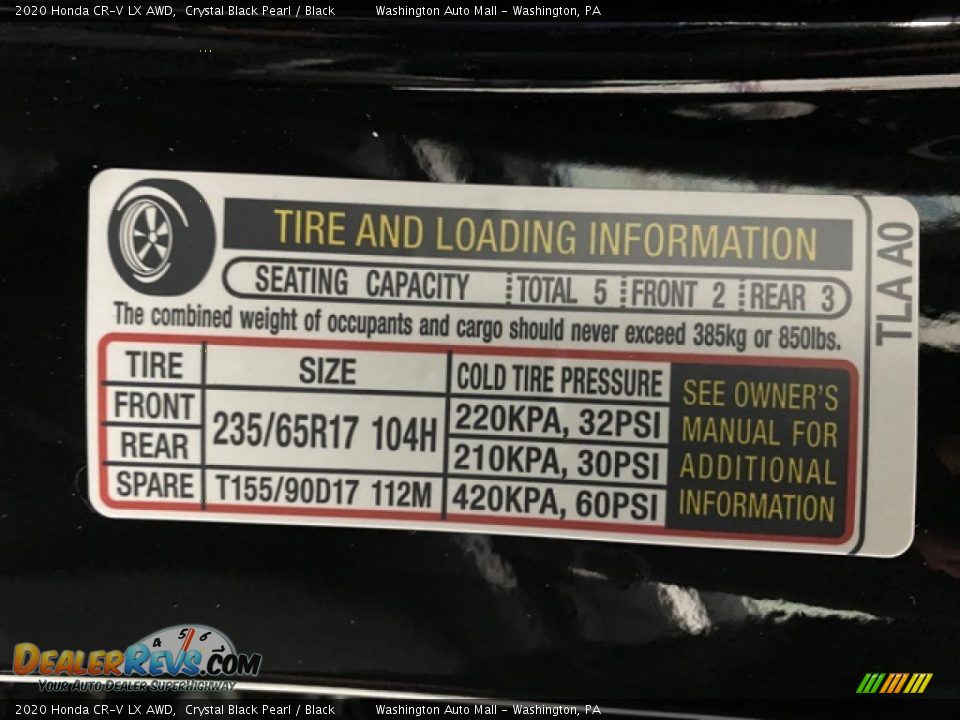 2020 Honda CR-V LX AWD, Crystal Black Pearl / Black Washington Auto Mall - Washington, PA
TIRE AND LOADING INFORMATION
SEATING CAPACITY TOTAL 5 FRONT 2 REAR 3
The combined weight of occupants and cargo should never exceed 385kg or 850lbs.
TLA A0
TIRE SIZE COLD TIRE PRESSURE
FRONT 235/65R17 104H 220KPA, 32PSI
REAR 210KPA, 30PSI
SPARE T155/90D17 112M 420KPA, 60PSI
SEE OWNER'S
MANUAL FOR
ADDITIONAL
INFORMATION
4 5 6
DEALERREVS.COM
YOUR AUTO DEALER SUPERHIGHWAY
2020 Honda CR-V LX AWD, Crystal Black Pearl / Black Washington Auto Mall - Washington, PA